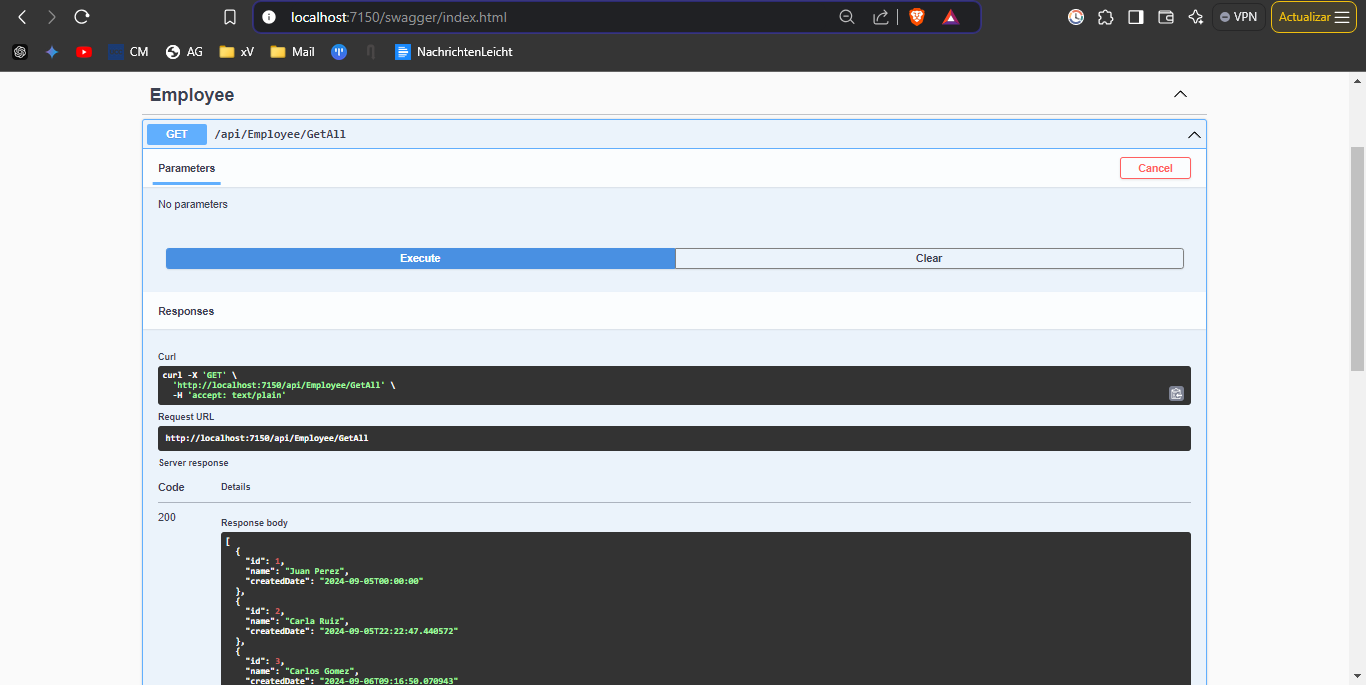 localhost:7150/swagger/index.html
VPN
Actualizar
CM
AG
xV
Mail
NachrichtenLeicht
Employee
GET /api/Employee/GetAll
Parameters
Cancel
No parameters
Execute
Clear
Responses
Curl
curl -X 'GET' \
'http://localhost:7150/api/Employee/GetAll' \
-H 'accept: text/plain'
Request URL
http://localhost:7150/api/Employee/GetAll
Server response
Code Details
200
Response body
[
{
"id": 1,
"name": "Juan Perez",
"createdDate": "2024-09-05T00:00:00"
},
{
"id": 2,
"name": "Carla Ruiz",
"createdDate": "2024-09-05T22:22:47.440572"
},
{
"id": 3,
"name": "Carlos Gomez",
"createdDate": "2024-09-06T09:16:50.070943"